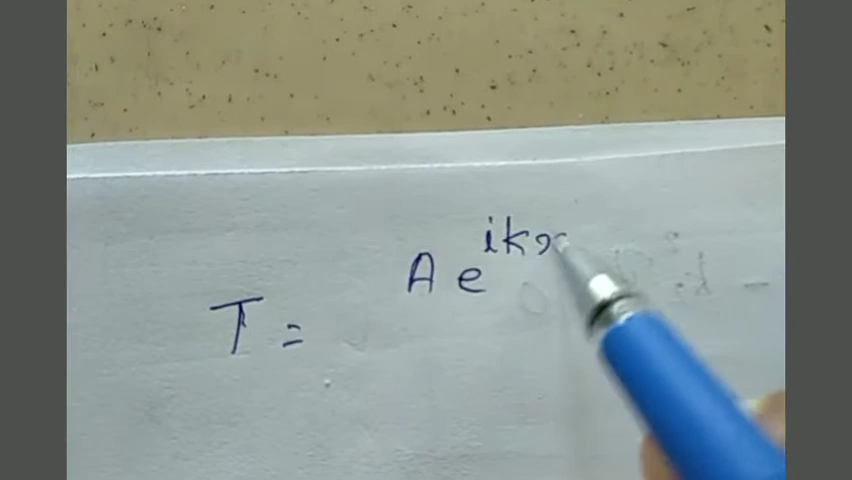 T = A e^{ikx}